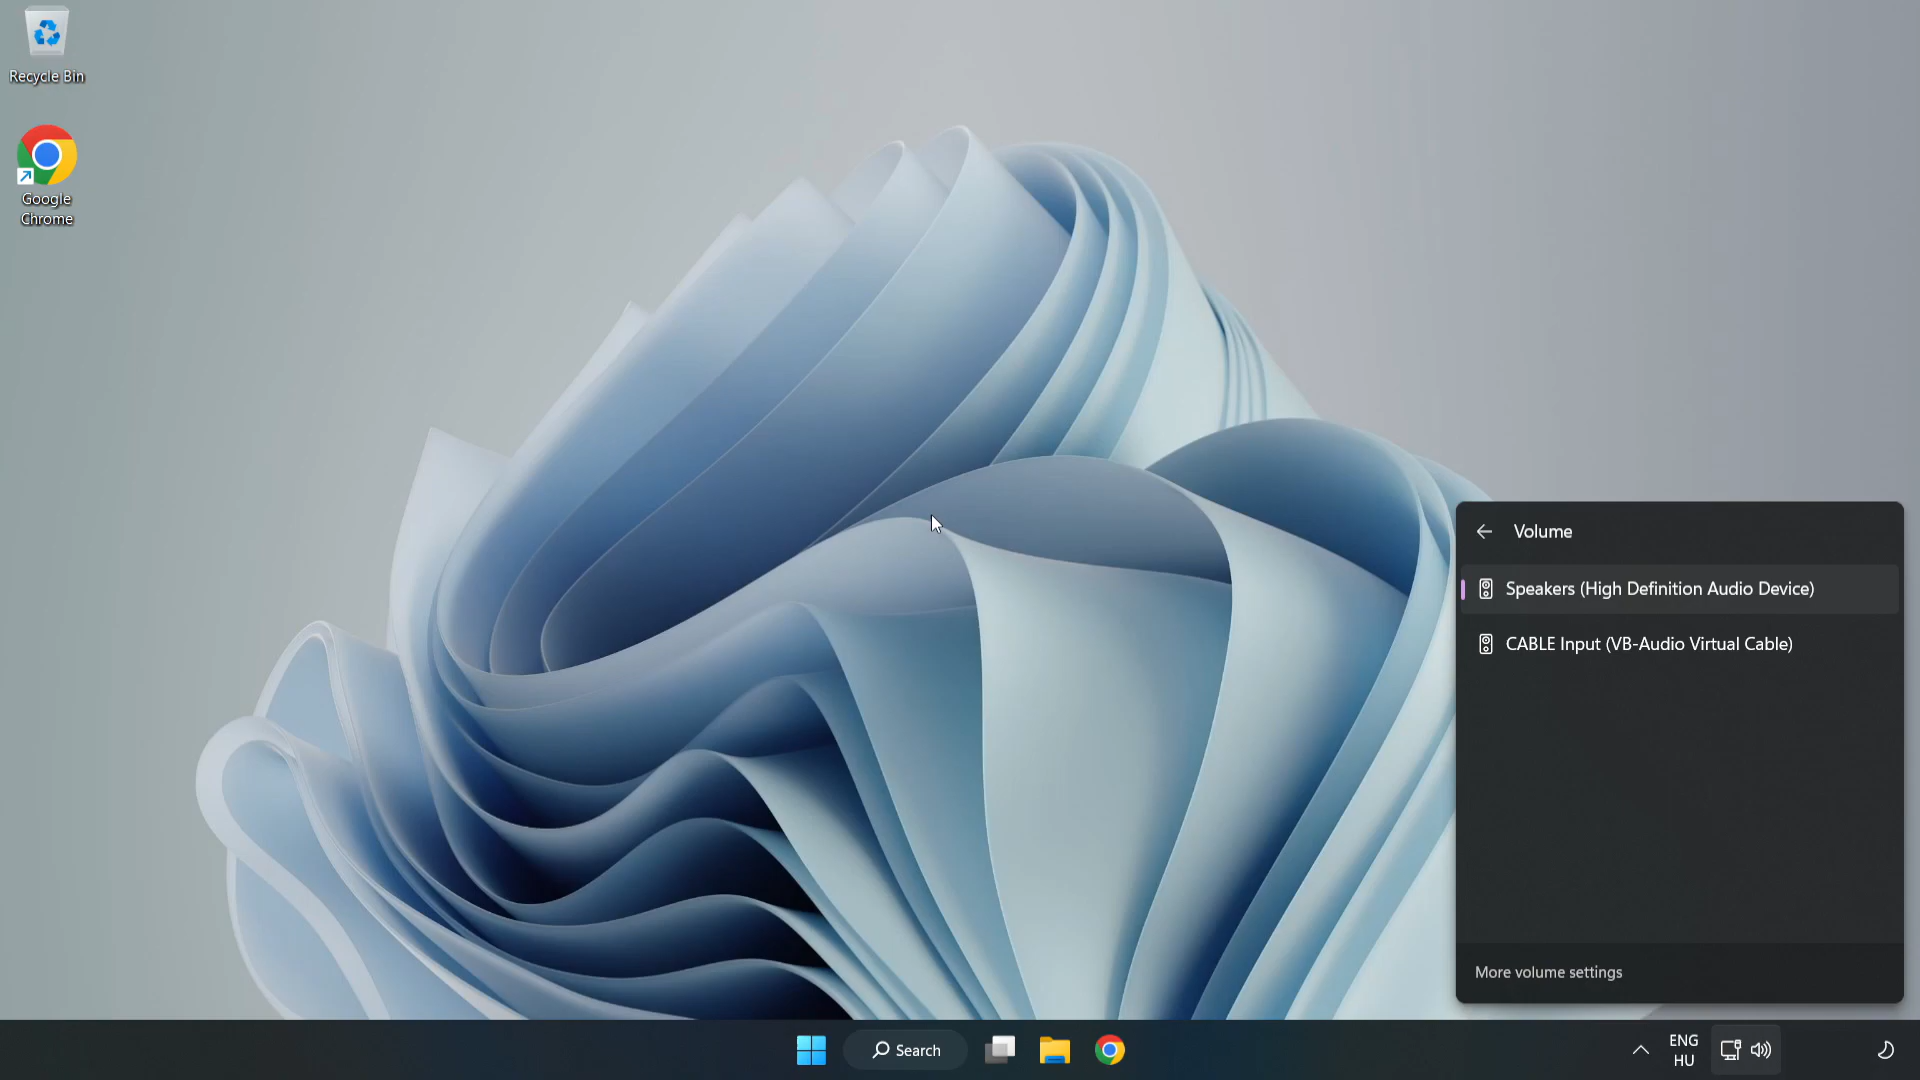 Recycle Bin
Google
Chrome
Volume
Speakers (High Definition Audio Device)
CABLE Input (VB-Audio Virtual Cable)
More volume settings
Search
ENG
HU